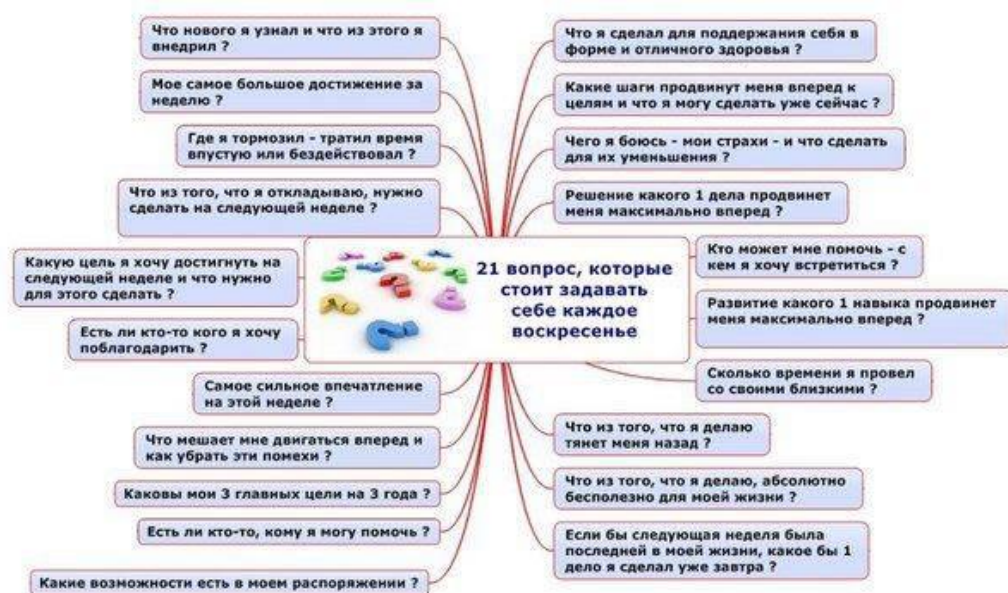 Что нового я узнал и что из этого я
внедрил ?
Мое самое большое достижение за
неделю ?
Где я тормозил - тратил время
впустую или бездействовал ?
Что из того, что я откладываю, нужно
сделать на следующей неделе ?
Какую цель я хочу достигнуть на
следующей неделе и что нужно
для этого сделать ?
Есть ли кто-то кого я хочу
поблагодарить ?
Самое сильное впечатление
на этой неделе ?
Что мешает мне двигаться вперед и
как убрать эти помехи ?
Каковы мои 3 главных цели на 3 года ?
Есть ли кто-то, кому я могу помочь ?
Какие возможности есть в моем распоряжении ?
21 вопрос, которые
стоит задавать
себе каждое
воскресенье
Что я сделал для поддержания себя в
форме и отличного здоровья ?
Какие шаги продвинут меня вперед к
целям и что я могу сделать уже сейчас ?
Чего я боюсь - мои страхи - и что сделать
для их уменьшения ?
Решение какого 1 дела продвинет
меня максимально вперед ?
Кто может мне помочь - с
кем я хочу встретиться ?
Развитие какого 1 навыка продвинет
меня максимально вперед ?
Сколько времени я провел
со своими близкими ?
Что из того, что я делаю
тянет меня назад ?
Что из того, что я делаю, абсолютно
бесполезно для моей жизни ?
Если бы следующая неделя была
последней в моей жизни, какое бы 1
дело я сделал уже завтра ?